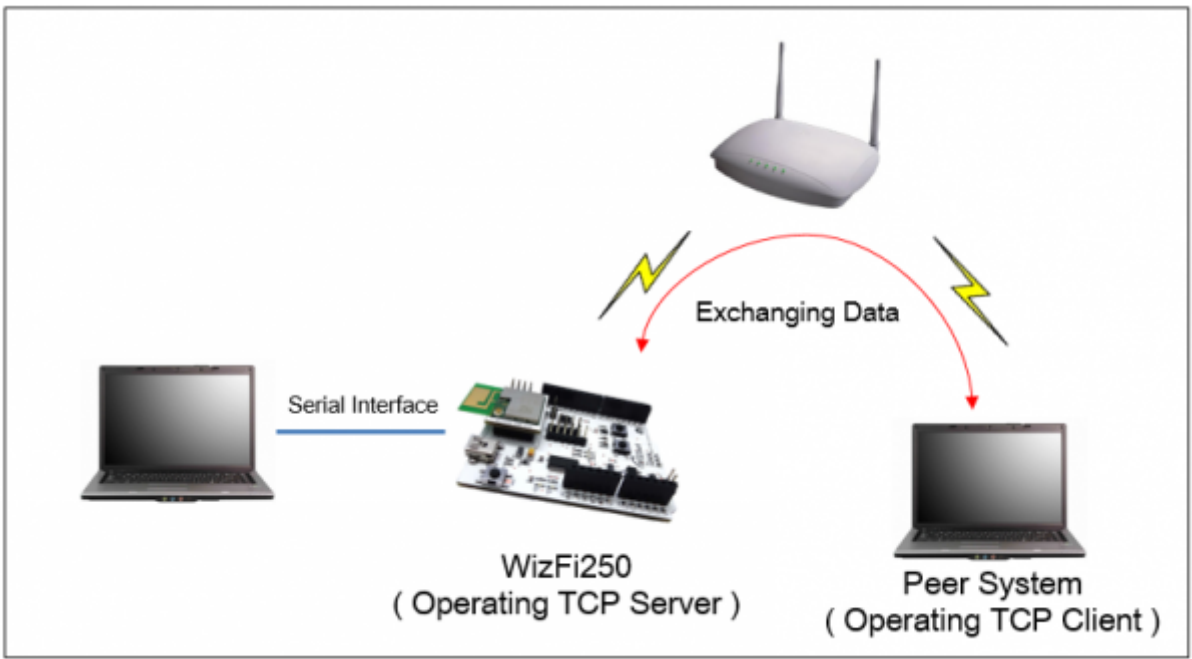 Exchanging Data
Serial Interface
WizFi250
( Operating TCP Server )
Peer System
( Operating TCP Client )